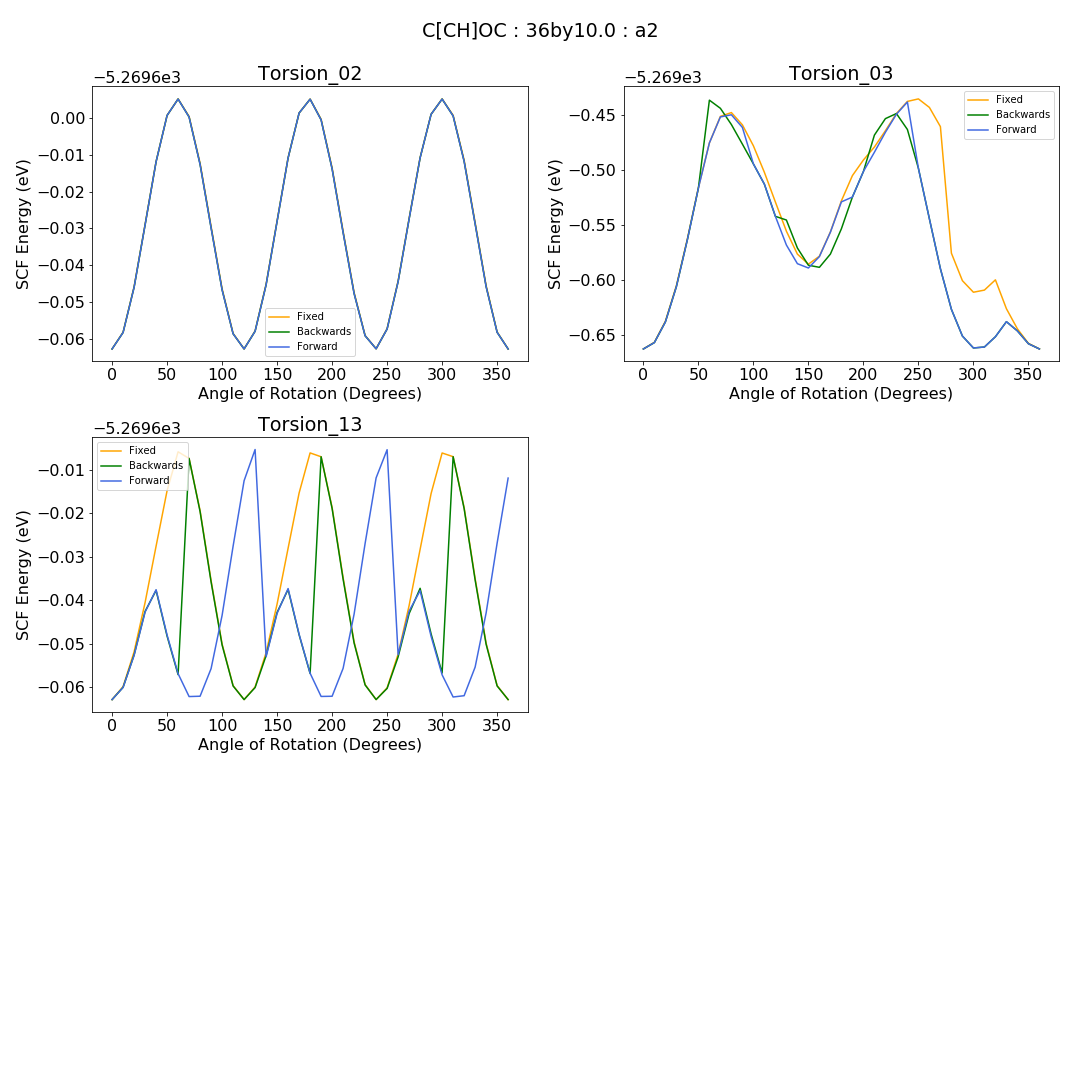 C[CH]OC : 36by10.0 : a2
−5.2696e3
Torsion_02
0.00
−0.01
−0.02
−0.03
−0.04
−0.05
−0.06
SCF Energy (eV)
Fixed
Backwards
Forward
0 50 100 150 200 250 300 350
Angle of Rotation (Degrees)
−5.269e3
Torsion_03
−0.45
−0.50
−0.55
−0.60
−0.65
SCF Energy (eV)
Fixed
Backwards
Forward
0 50 100 150 200 250 300 350
Angle of Rotation (Degrees)
−5.2696e3
Torsion_13
−0.01
−0.02
−0.03
−0.04
−0.05
−0.06
SCF Energy (eV)
Fixed
Backwards
Forward
0 50 100 150 200 250 300 350
Angle of Rotation (Degrees)